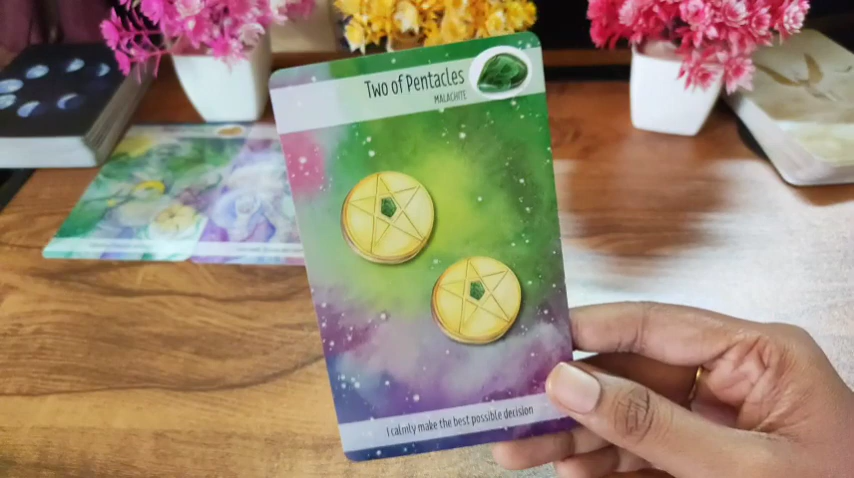 Two of Pentacles
MALACHITE
I calmly make the best possible decision